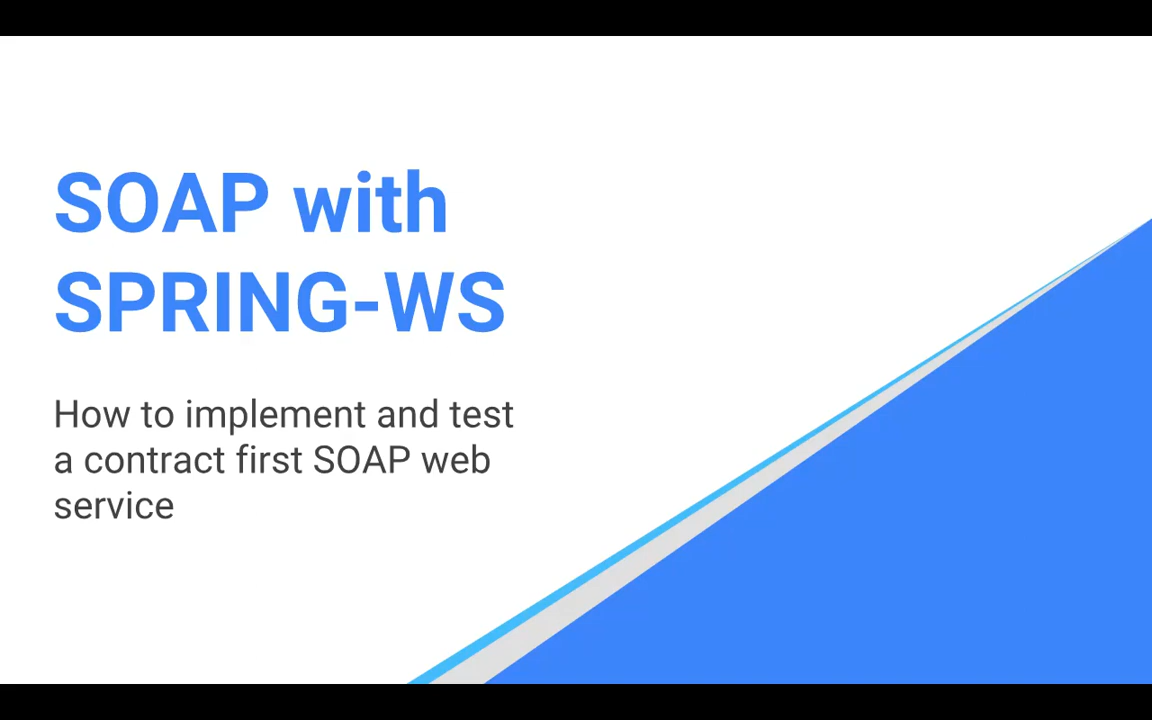 SOAP with
SPRING-WS
How to implement and test
a contract first SOAP web
service